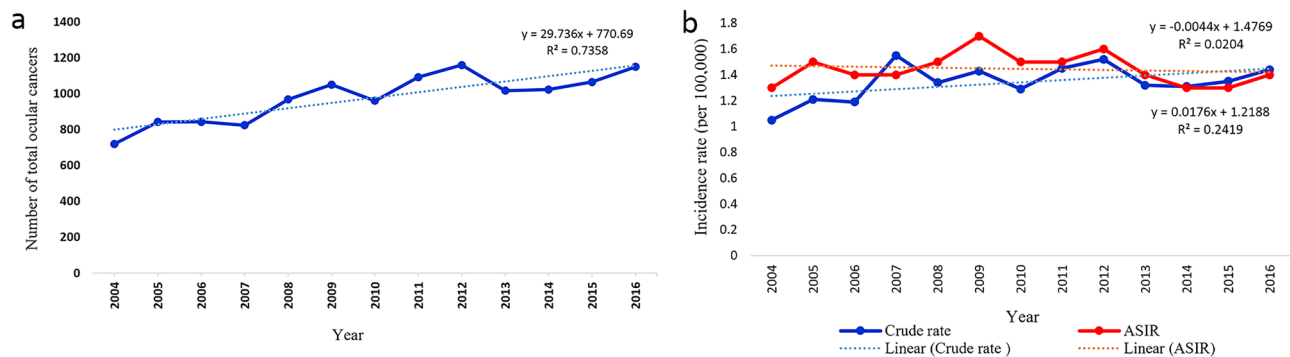 a
1400
1200
1000
800
600
400
200
0
Number of total ocular cancers
y = 29.736x + 770.69
R² = 0.7358
2004
2005
2006
2007
2008
2009
2010
2011
2012
2013
2014
2015
2016
Year
b
1.8
1.6
1.4
1.2
1
0.8
0.6
0.4
0.2
0
Incidence rate (per 100,000)
y = -0.0044x + 1.4769
R² = 0.0204
y = 0.0176x + 1.2188
R² = 0.2419
2004
2005
2006
2007
2008
2009
2010
2011
2012
2013
2014
2015
2016
Year
Crude rate
ASIR
Linear (Crude rate )
Linear (ASIR)